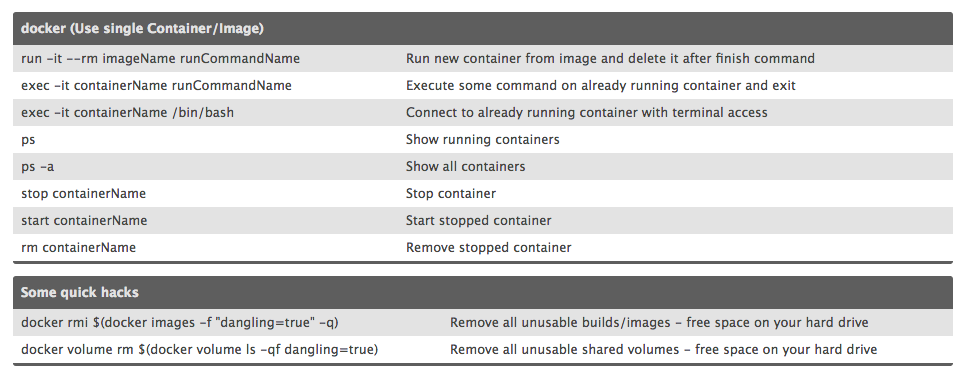 docker (Use single Container/Image)
run -it --rm imageName runCommandName Run new container from image and delete it after finish command
exec -it containerName runCommandName Execute some command on already running container and exit
exec -it containerName /bin/bash Connect to already running container with terminal access
ps Show running containers
ps -a Show all containers
stop containerName Stop container
start containerName Start stopped container
rm containerName Remove stopped container
Some quick hacks
docker rmi $(docker images -f "dangling=true" -q) Remove all unusable builds/images - free space on your hard drive
docker volume rm $(docker volume ls -qf dangling=true) Remove all unusable shared volumes - free space on your hard drive